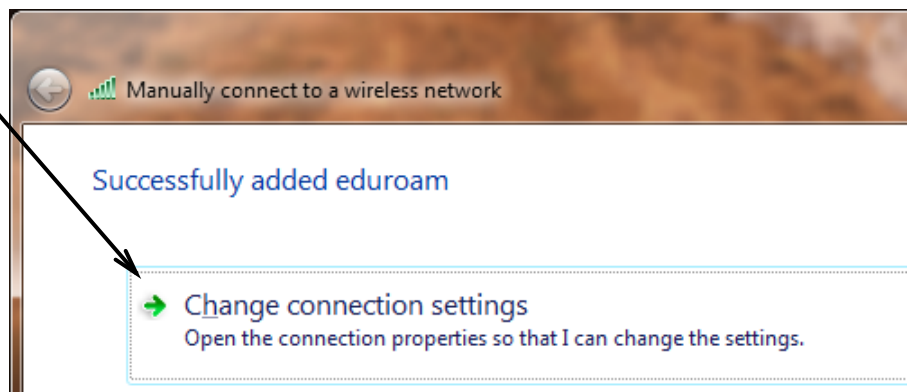 Manually connect to a wireless network
Successfully added eduroam
Change connection settings
Open the connection properties so that I can change the settings.